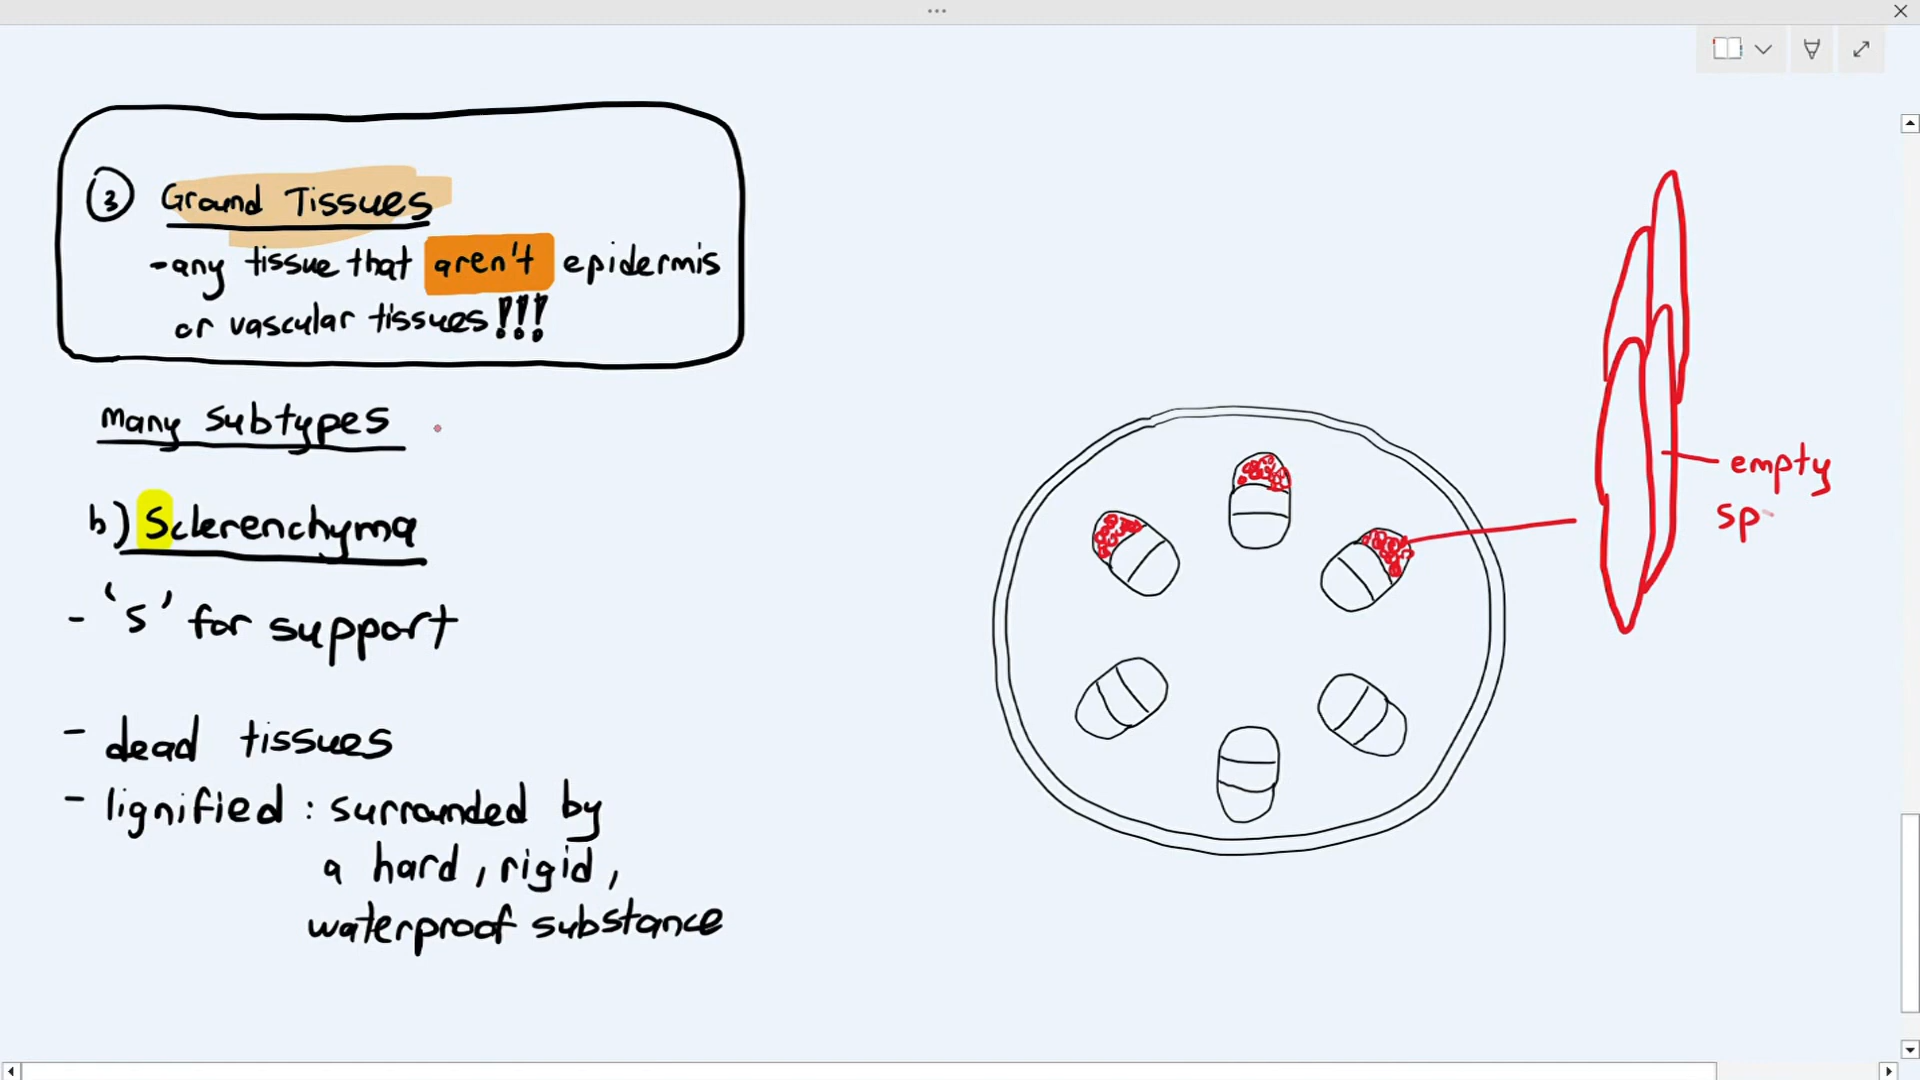 3 Ground Tissues
-any tissue that aren't epidermis
or vascular tissues!!!
Many Subtypes
b) Sclerenchyma
- 's' for support
- dead tissues
- lignified : surrounded by
a hard, rigid,
waterproof substance
empty
sp